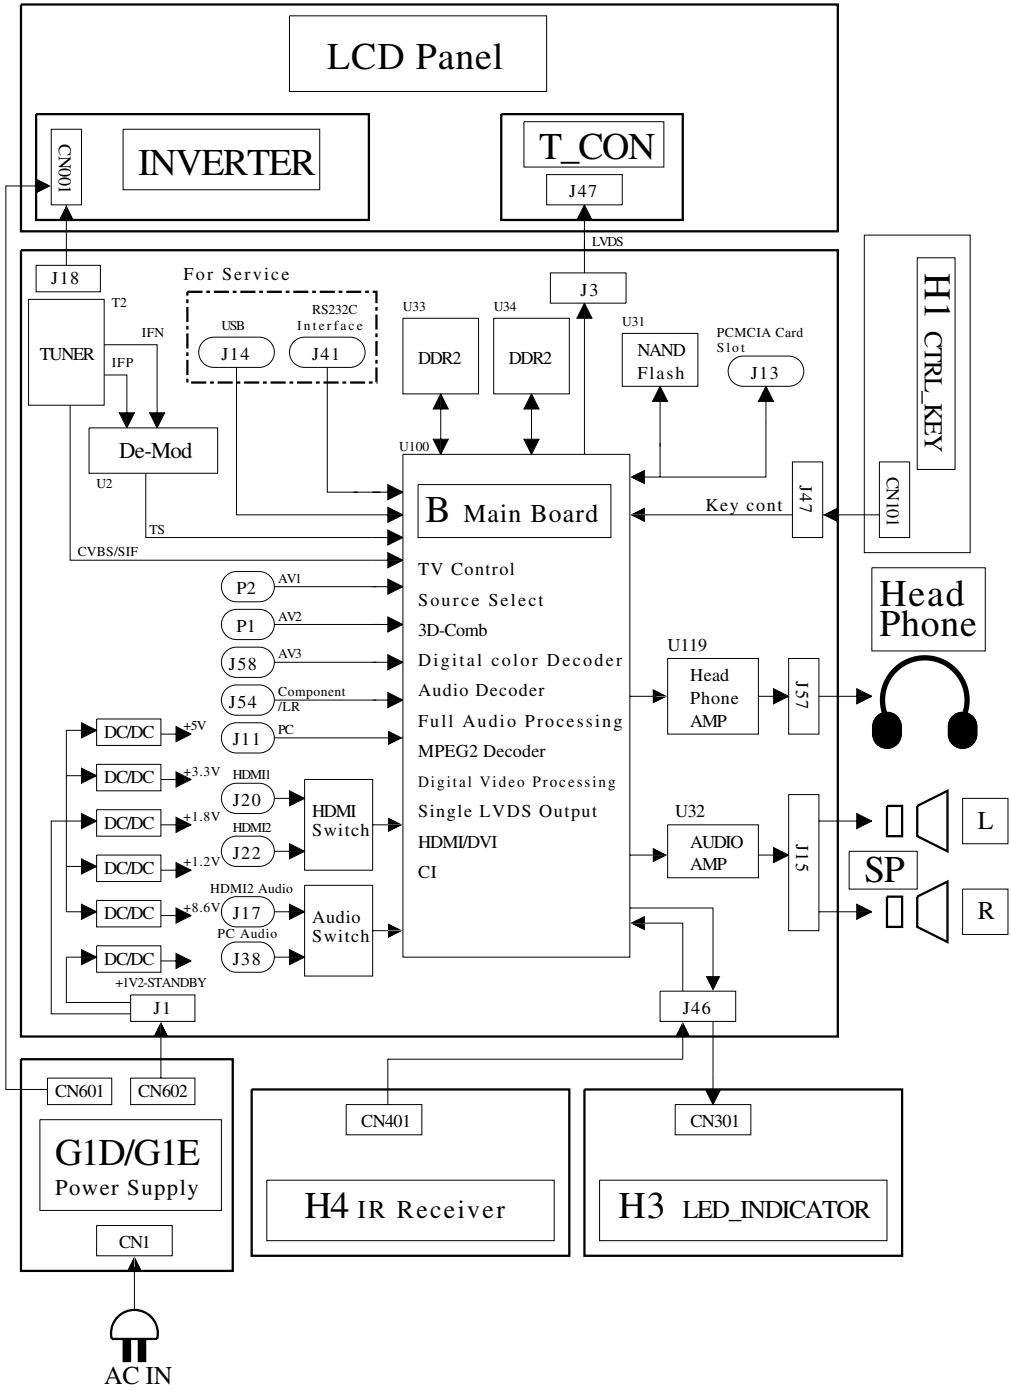 LCD Panel
INVERTER
CN001
T_CON
J47
LVDS
J18
J3
For Service
USB
J14
RS232C
Interface
J41
T2
TUNER
IFN
IFP
De-Mod
U2
TS
CVBS/SIF
U33
DDR2
U34
DDR2
U31
NAND
Flash
PCMCIA Card
Slot
J13
H1 CTRL_KEY
CN101
J47
Key cont
U100
B Main Board
TV Control
Source Select
3D-Comb
Digital color Decoder
Audio Decoder
Full Audio Processing
MPEG2 Decoder
Digital Video Processing
Single LVDS Output
HDMI/DVI
CI
P2
AV1
P1
AV2
J58
AV3
J54
Component
/LR
J11
PC
HDMI1
J20
HDMI2
J22
HDMI
Switch
HDMI2 Audio
J17
PC Audio
J38
Audio
Switch
DC/DC
+5V
DC/DC
+3.3V
DC/DC
+1.8V
DC/DC
+1.2V
DC/DC
+8.6V
DC/DC
+1V2-STANDBY
J1
U119
Head
Phone
AMP
J57
Head
Phone
U32
AUDIO
AMP
J15
L
SP
R
J46
CN601
CN602
G1D/G1E
Power Supply
CN1
AC IN
CN401
H4 IR Receiver
CN301
H3 LED_INDICATOR